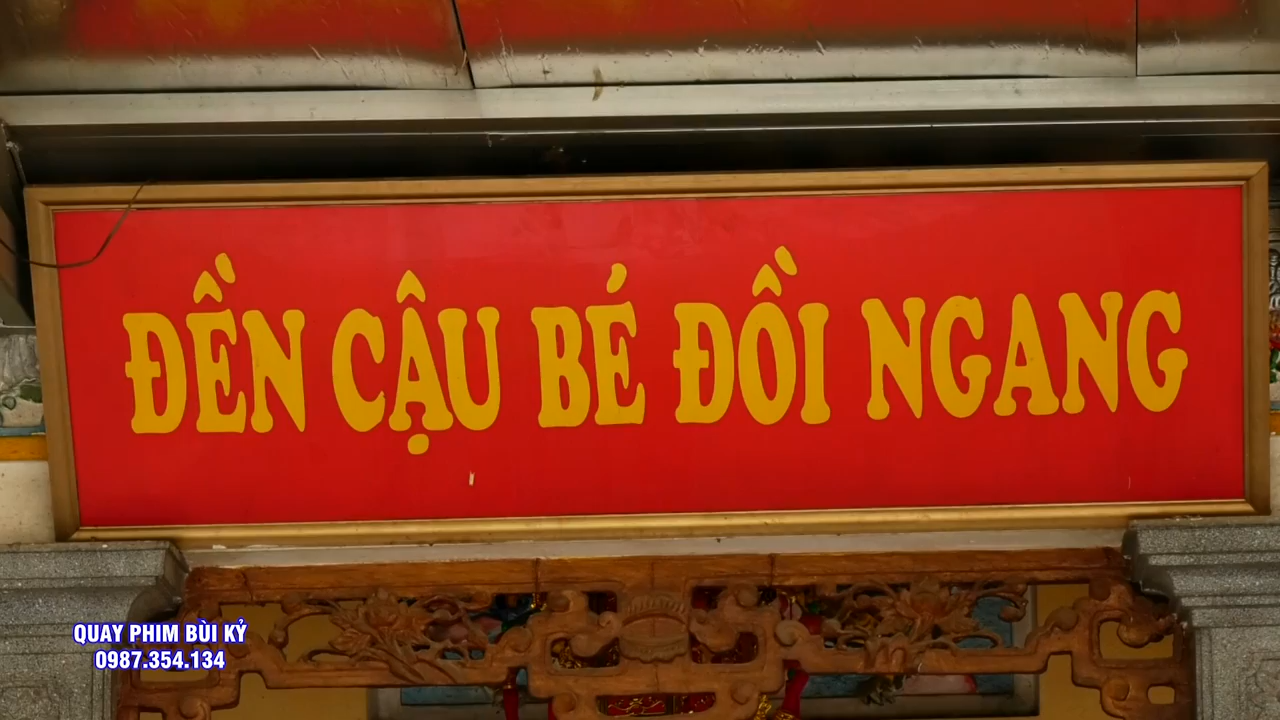 ĐỀN CẬU BÉ ĐỒI NGANG
QUAY PHIM BÙI KỶ
0987.354.134